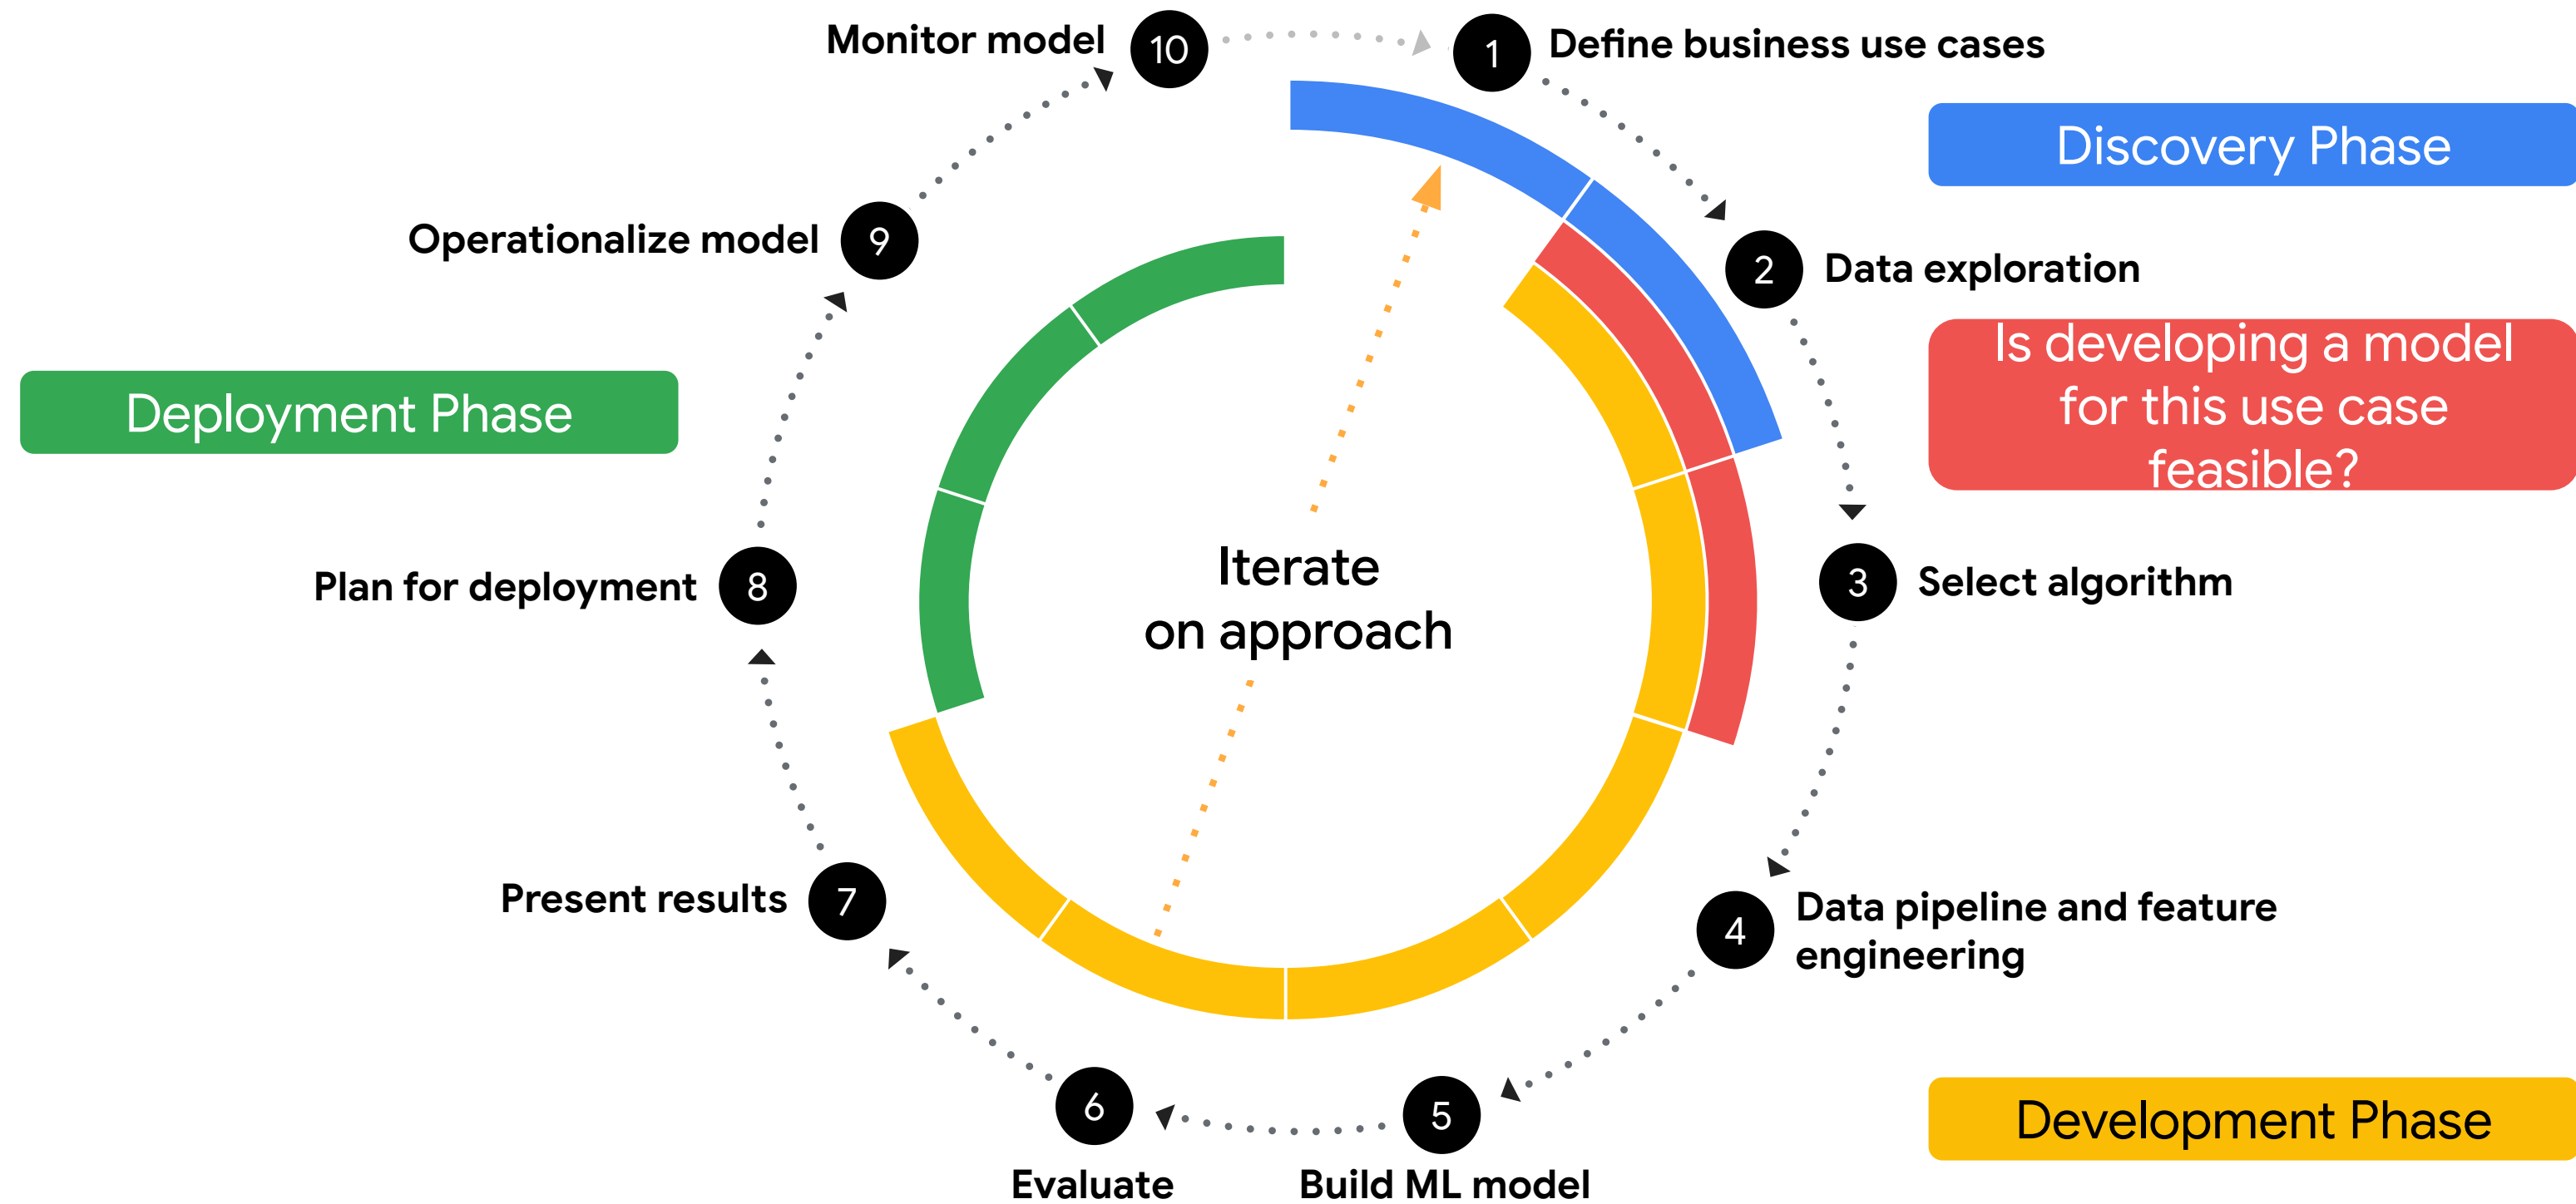 Monitor model
10
1
Define business use cases
Discovery Phase
Operationalize model
9
2
Data exploration
Is developing a model
for this use case
feasible?
Deployment Phase
Iterate
on approach
Plan for deployment
8
3
Select algorithm
Present results
7
4
Data pipeline and feature
engineering
6
Evaluate
5
Build ML model
Development Phase